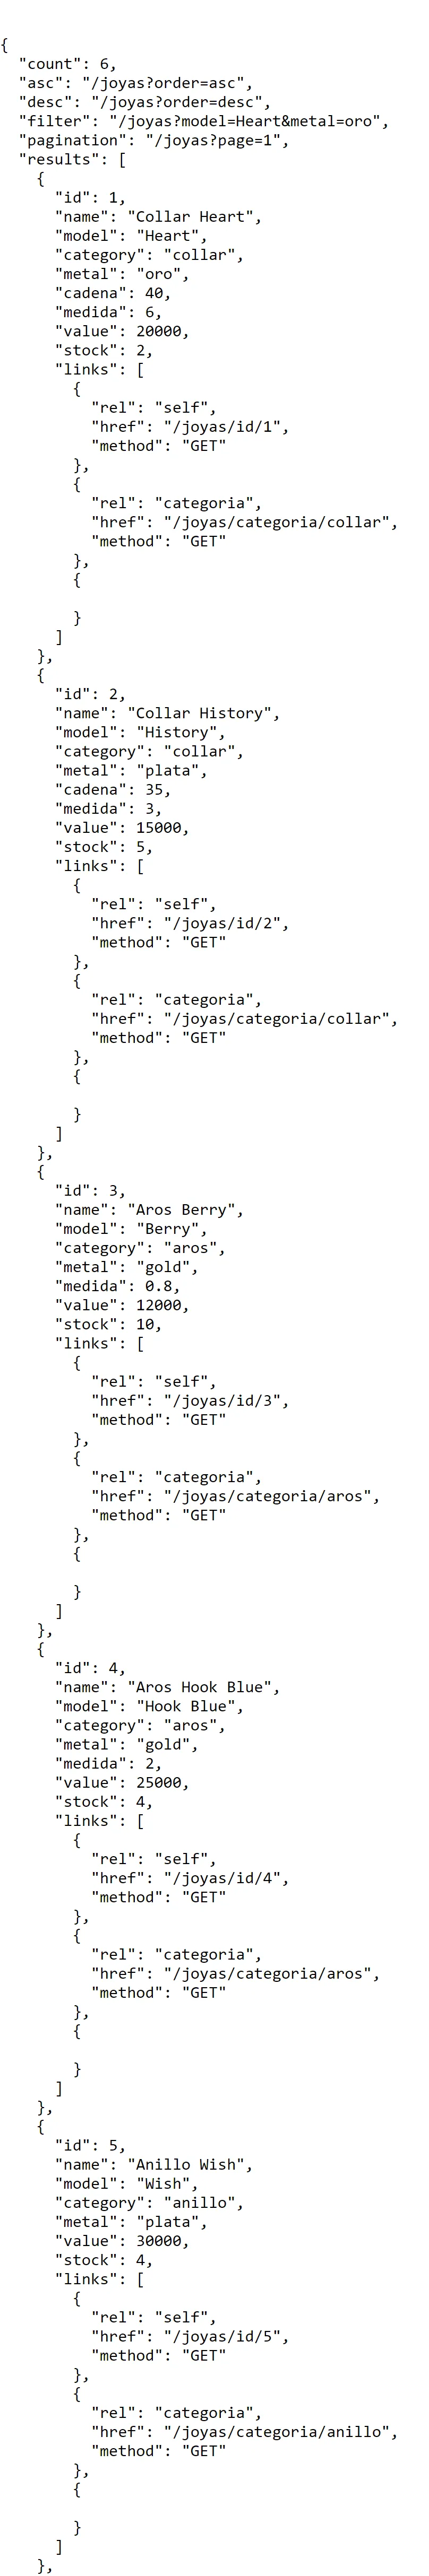 {
  "count": 6,
  "asc": "/joyas?order=asc",
  "desc": "/joyas?order=desc",
  "filter": "/joyas?model=Heart&metal=oro",
  "pagination": "/joyas?page=1",
  "results": [
    {
      "id": 1,
      "name": "Collar Heart",
      "model": "Heart",
      "category": "collar",
      "metal": "oro",
      "cadena": 40,
      "medida": 6,
      "value": 20000,
      "stock": 2,
      "links": [
        {
          "rel": "self",
          "href": "/joyas/id/1",
          "method": "GET"
        },
        {
          "rel": "categoria",
          "href": "/joyas/categoria/collar",
          "method": "GET"
        },
        {

        }
      ]
    },
    {
      "id": 2,
      "name": "Collar History",
      "model": "History",
      "category": "collar",
      "metal": "plata",
      "cadena": 35,
      "medida": 3,
      "value": 15000,
      "stock": 5,
      "links": [
        {
          "rel": "self",
          "href": "/joyas/id/2",
          "method": "GET"
        },
        {
          "rel": "categoria",
          "href": "/joyas/categoria/collar",
          "method": "GET"
        },
        {

        }
      ]
    },
    {
      "id": 3,
      "name": "Aros Berry",
      "model": "Berry",
      "category": "aros",
      "metal": "gold",
      "medida": 0.8,
      "value": 12000,
      "stock": 10,
      "links": [
        {
          "rel": "self",
          "href": "/joyas/id/3",
          "method": "GET"
        },
        {
          "rel": "categoria",
          "href": "/joyas/categoria/aros",
          "method": "GET"
        },
        {

        }
      ]
    },
    {
      "id": 4,
      "name": "Aros Hook Blue",
      "model": "Hook Blue",
      "category": "aros",
      "metal": "gold",
      "medida": 2,
      "value": 25000,
      "stock": 4,
      "links": [
        {
          "rel": "self",
          "href": "/joyas/id/4",
          "method": "GET"
        },
        {
          "rel": "categoria",
          "href": "/joyas/categoria/aros",
          "method": "GET"
        },
        {

        }
      ]
    },
    {
      "id": 5,
      "name": "Anillo Wish",
      "model": "Wish",
      "category": "anillo",
      "metal": "plata",
      "value": 30000,
      "stock": 4,
      "links": [
        {
          "rel": "self",
          "href": "/joyas/id/5",
          "method": "GET"
        },
        {
          "rel": "categoria",
          "href": "/joyas/categoria/anillo",
          "method": "GET"
        },
        {

        }
      ]
    },